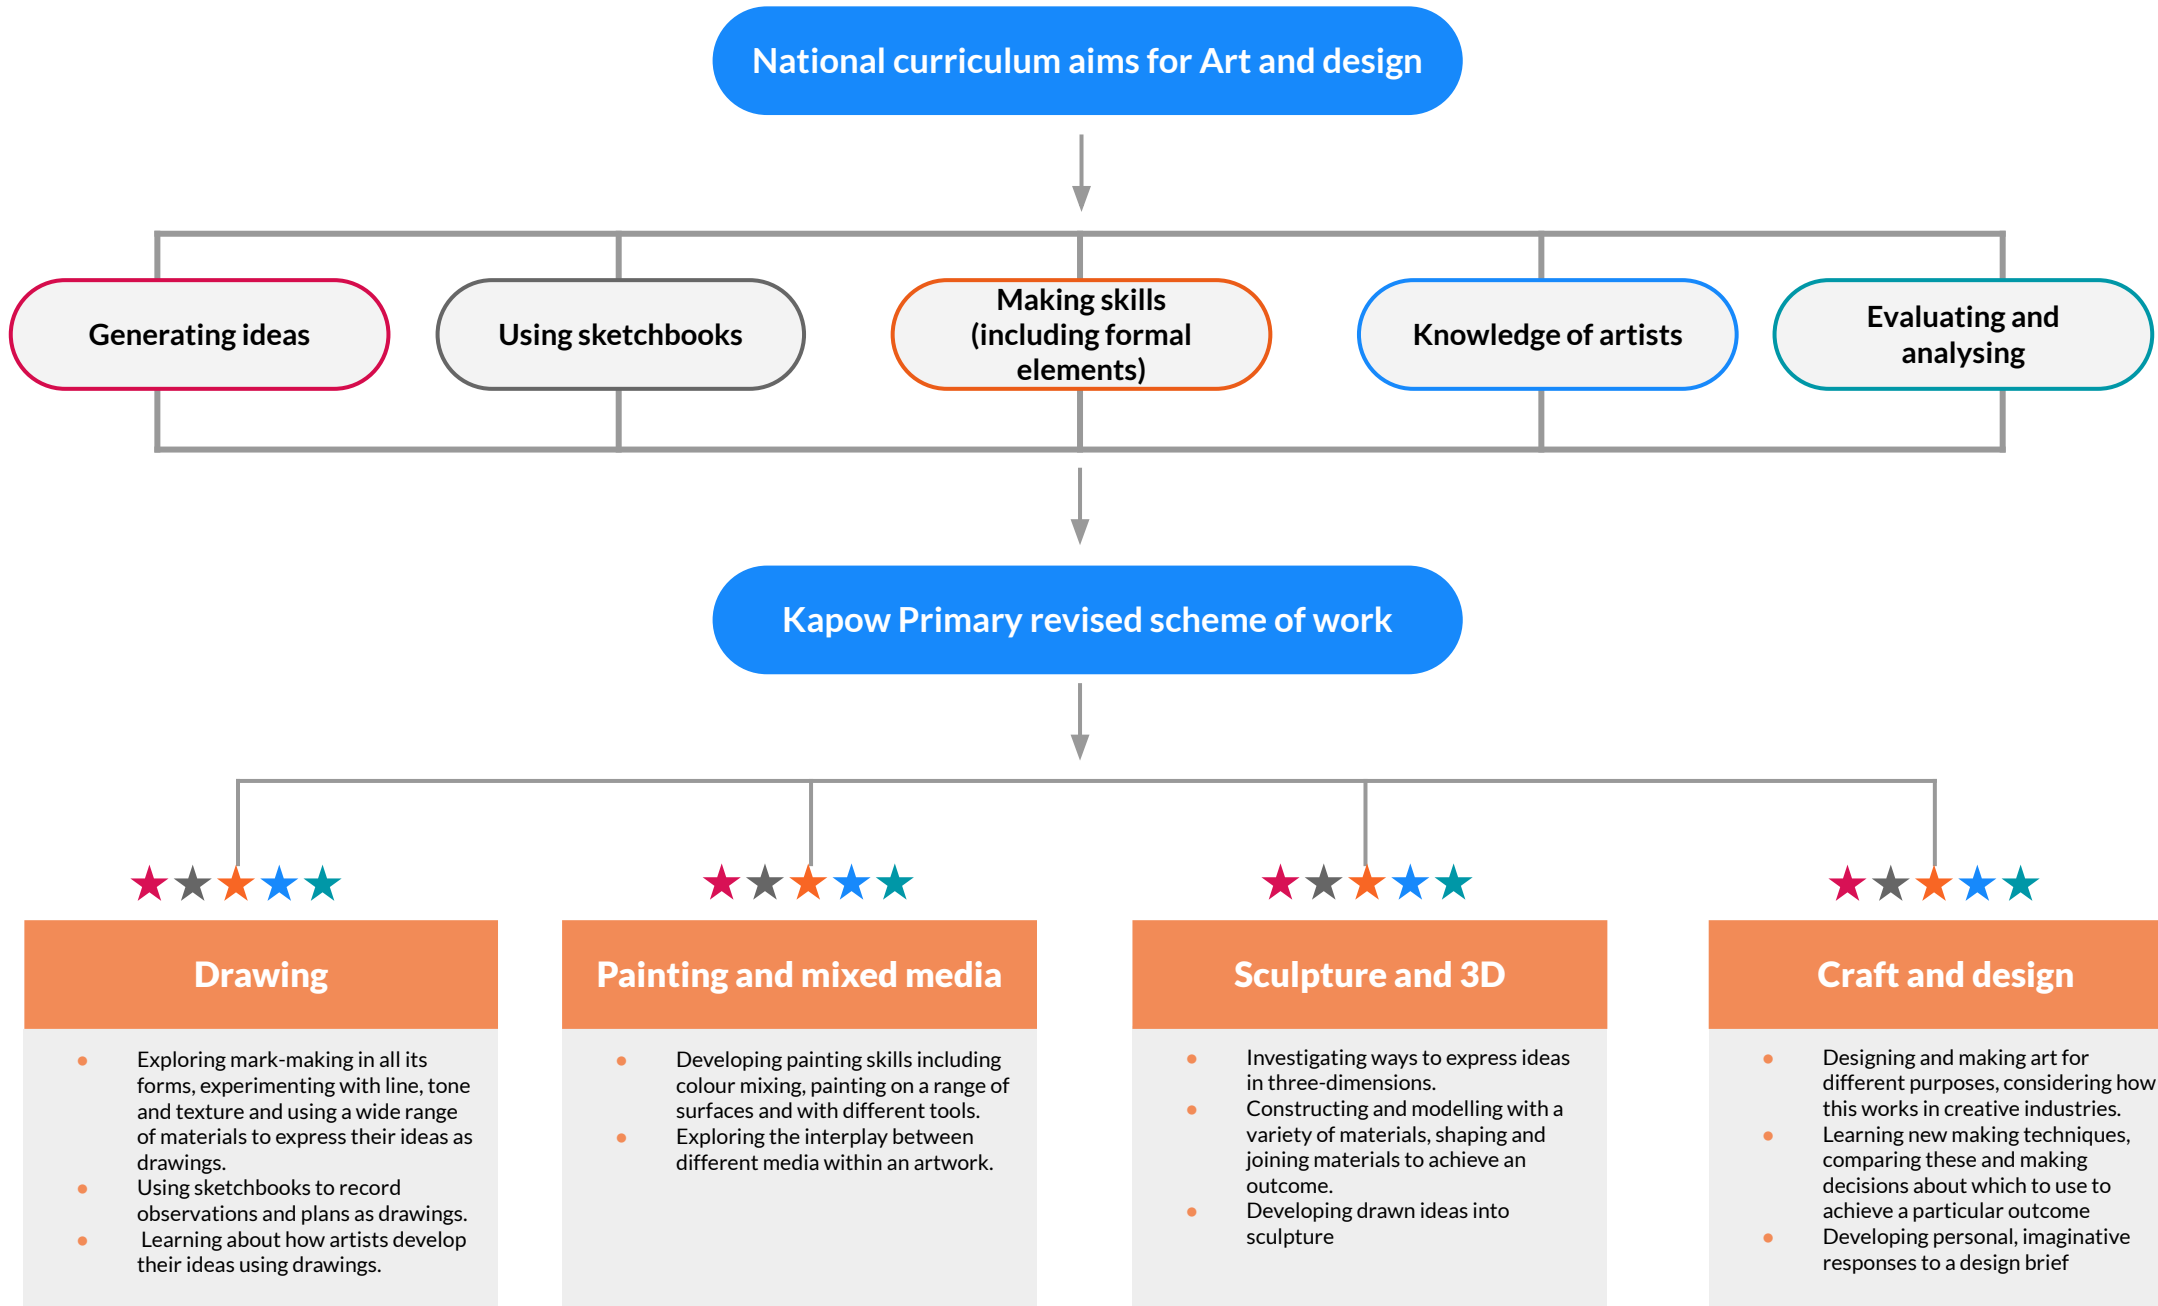 National curriculum aims for Art and design
Generating ideas
Using sketchbooks
Making skills
(including formal
elements)
Knowledge of artists
Evaluating and
analysing
Kapow Primary revised scheme of work
Drawing
Exploring mark-making in all its
forms, experimenting with line, tone
and texture and using a wide range
of materials to express their ideas as
drawings.
Using sketchbooks to record
observations and plans as drawings.
Learning about how artists develop
their ideas using drawings.
Painting and mixed media
Developing painting skills including
colour mixing, painting on a range of
surfaces and with different tools.
Exploring the interplay between
different media within an artwork.
Sculpture and 3D
Investigating ways to express ideas
in three-dimensions.
Constructing and modelling with a
variety of materials, shaping and
joining materials to achieve an
outcome.
Developing drawn ideas into
sculpture
Craft and design
Designing and making art for
different purposes, considering how
this works in creative industries.
Learning new making techniques,
comparing these and making
decisions about which to use to
achieve a particular outcome
Developing personal, imaginative
responses to a design brief